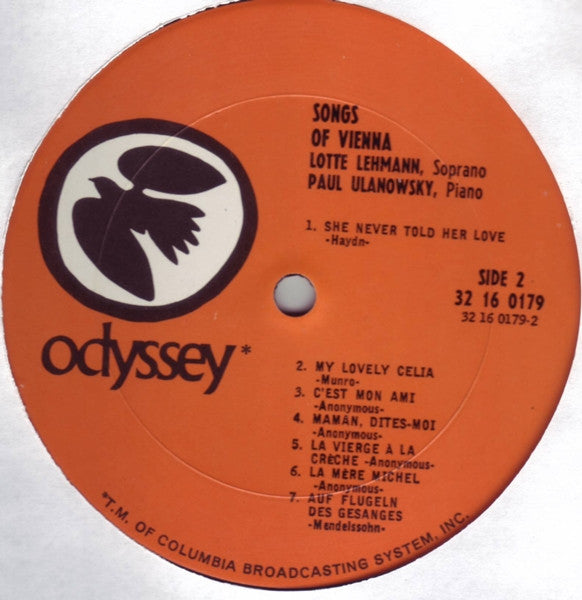 SONGS
OF VIENNA
LOTTE LEHMANN, Soprano
PAUL ULANOWSKY, Piano
1. SHE NEVER TOLD HER LOVE
-Haydn-
SIDE 2
32 16 0179
32 16 0179-2
odyssey*
2. MY LOVELY CELIA
-Munro-
3. C'EST MON AMI
-Anonymous-
4. MAMAN, DITES-MOI
-Anonymous-
5. LA VIERGE À LA
CRÈCHE -Anonymous-
6. LA MÈRE MICHEL
-Anonymous-
7. AUF FLUGELN
DES GESANGES
-Mendelssohn-
*T.M. OF COLUMBIA BROADCASTING SYSTEM, INC.